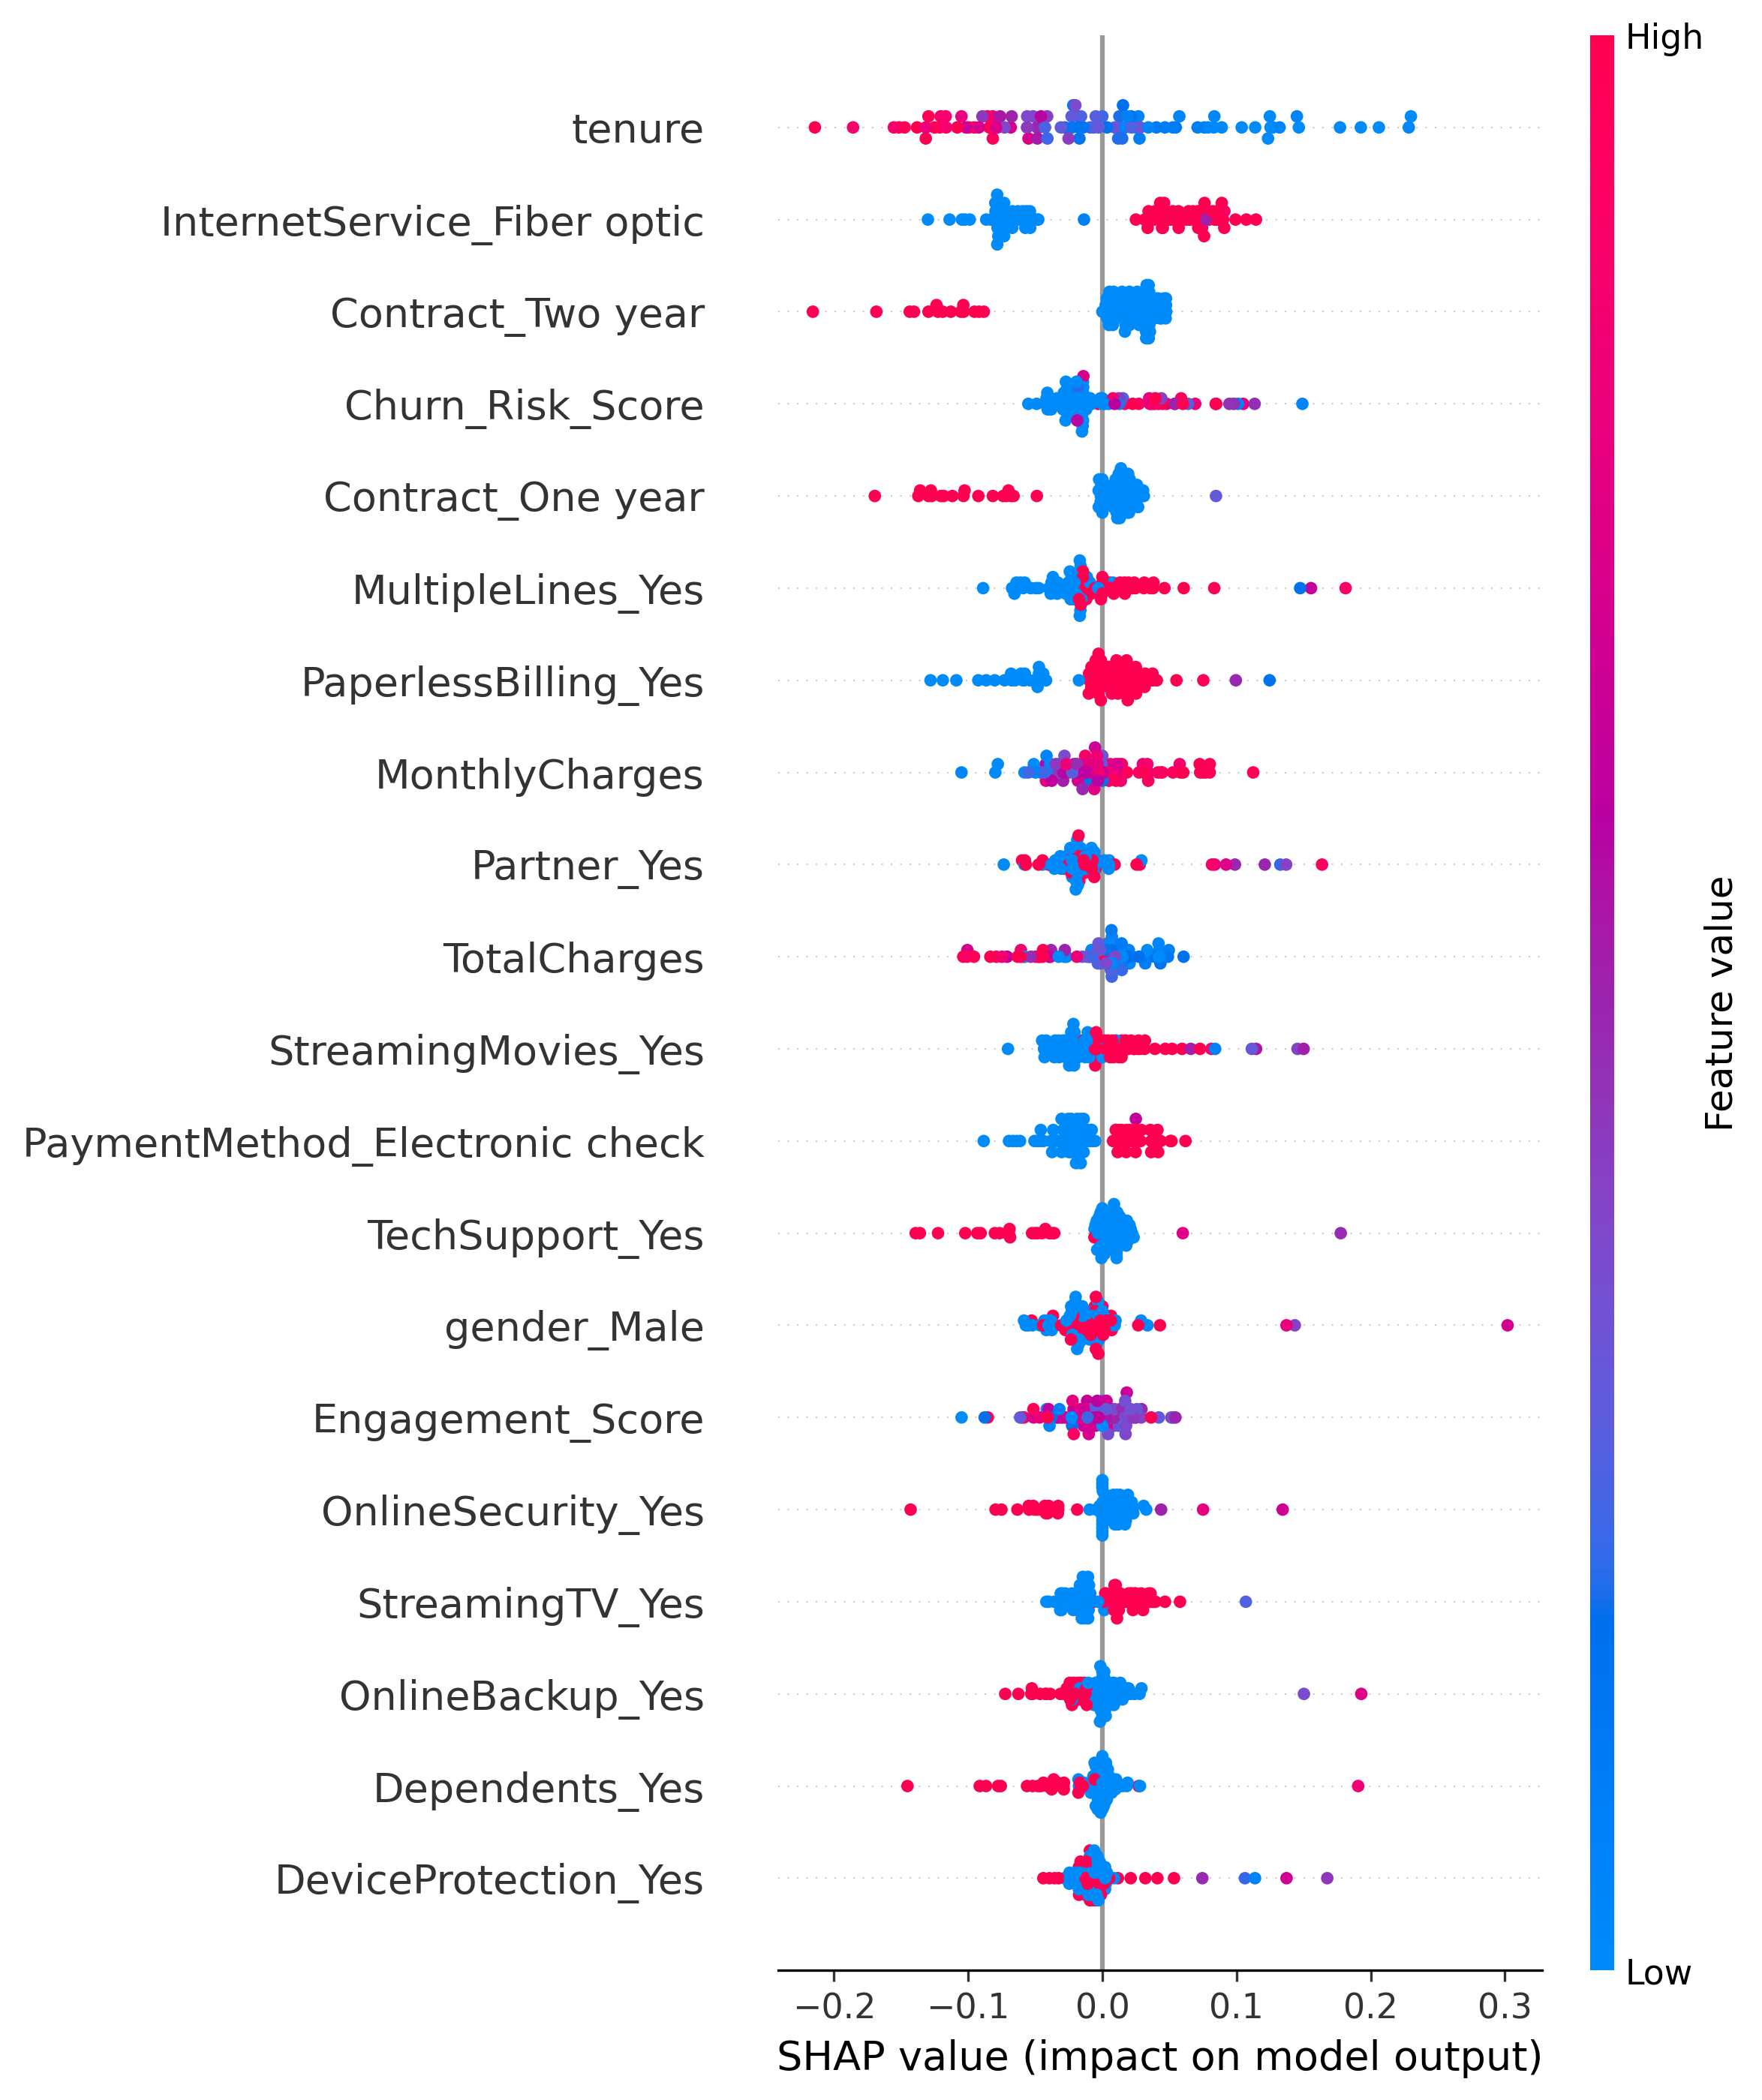 High
tenure
InternetService_Fiber optic
Contract_Two year
Churn_Risk_Score
Contract_One year
MultipleLines_Yes
PaperlessBilling_Yes
MonthlyCharges
Partner_Yes
TotalCharges
StreamingMovies_Yes
PaymentMethod_Electronic check
TechSupport_Yes
gender_Male
Engagement_Score
OnlineSecurity_Yes
StreamingTV_Yes
OnlineBackup_Yes
Dependents_Yes
DeviceProtection_Yes
Feature value
Low
−0.2 −0.1 0.0 0.1 0.2 0.3
SHAP value (impact on model output)